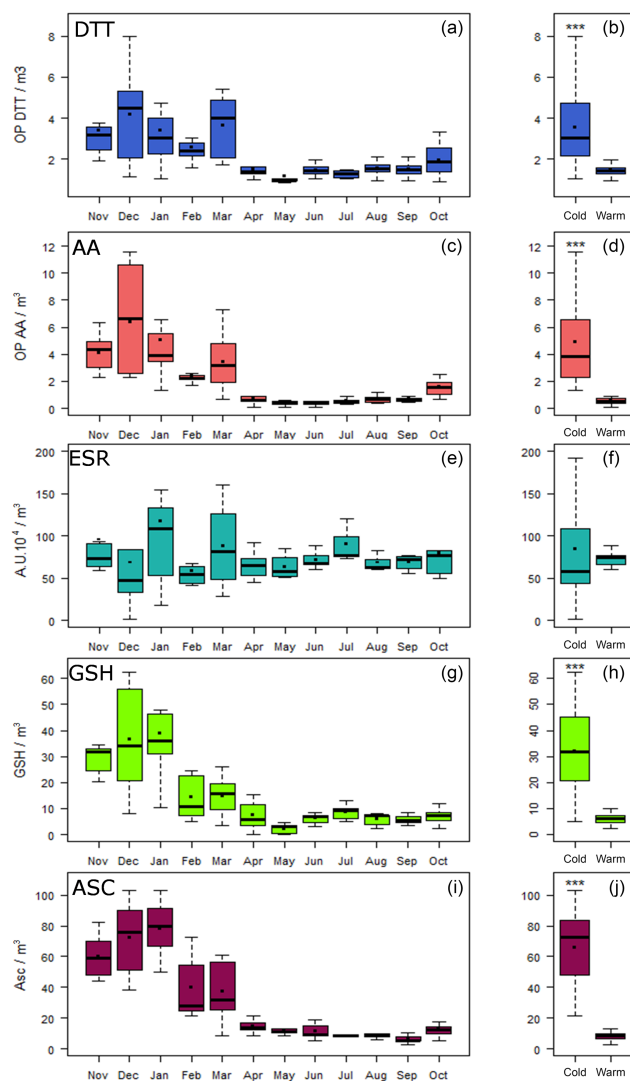 DTT (a) (b)
OP DTT / m3
8 6 4 2
Nov Dec Jan Feb Mar Apr May Jun Jul Aug Sep Oct
***
8 6 4 2
Cold Warm
AA (c) (d)
OP AA / m³
12 10 8 6 4 2 0
Nov Dec Jan Feb Mar Apr May Jun Jul Aug Sep Oct
***
12 10 8 6 4 2 0
Cold Warm
ESR (e) (f)
A.U.10⁻⁴ / m³
200 150 100 50 0
Nov Dec Jan Feb Mar Apr May Jun Jul Aug Sep Oct
200 150 100 50 0
Cold Warm
GSH (g) (h)
GSH / m³
60 50 40 30 20 10 0
Nov Dec Jan Feb Mar Apr May Jun Jul Aug Sep Oct
***
60 50 40 30 20 10 0
Cold Warm
ASC (i) (j)
Asc / m³
100 80 60 40 20 0
Nov Dec Jan Feb Mar Apr May Jun Jul Aug Sep Oct
***
100 80 60 40 20 0
Cold Warm